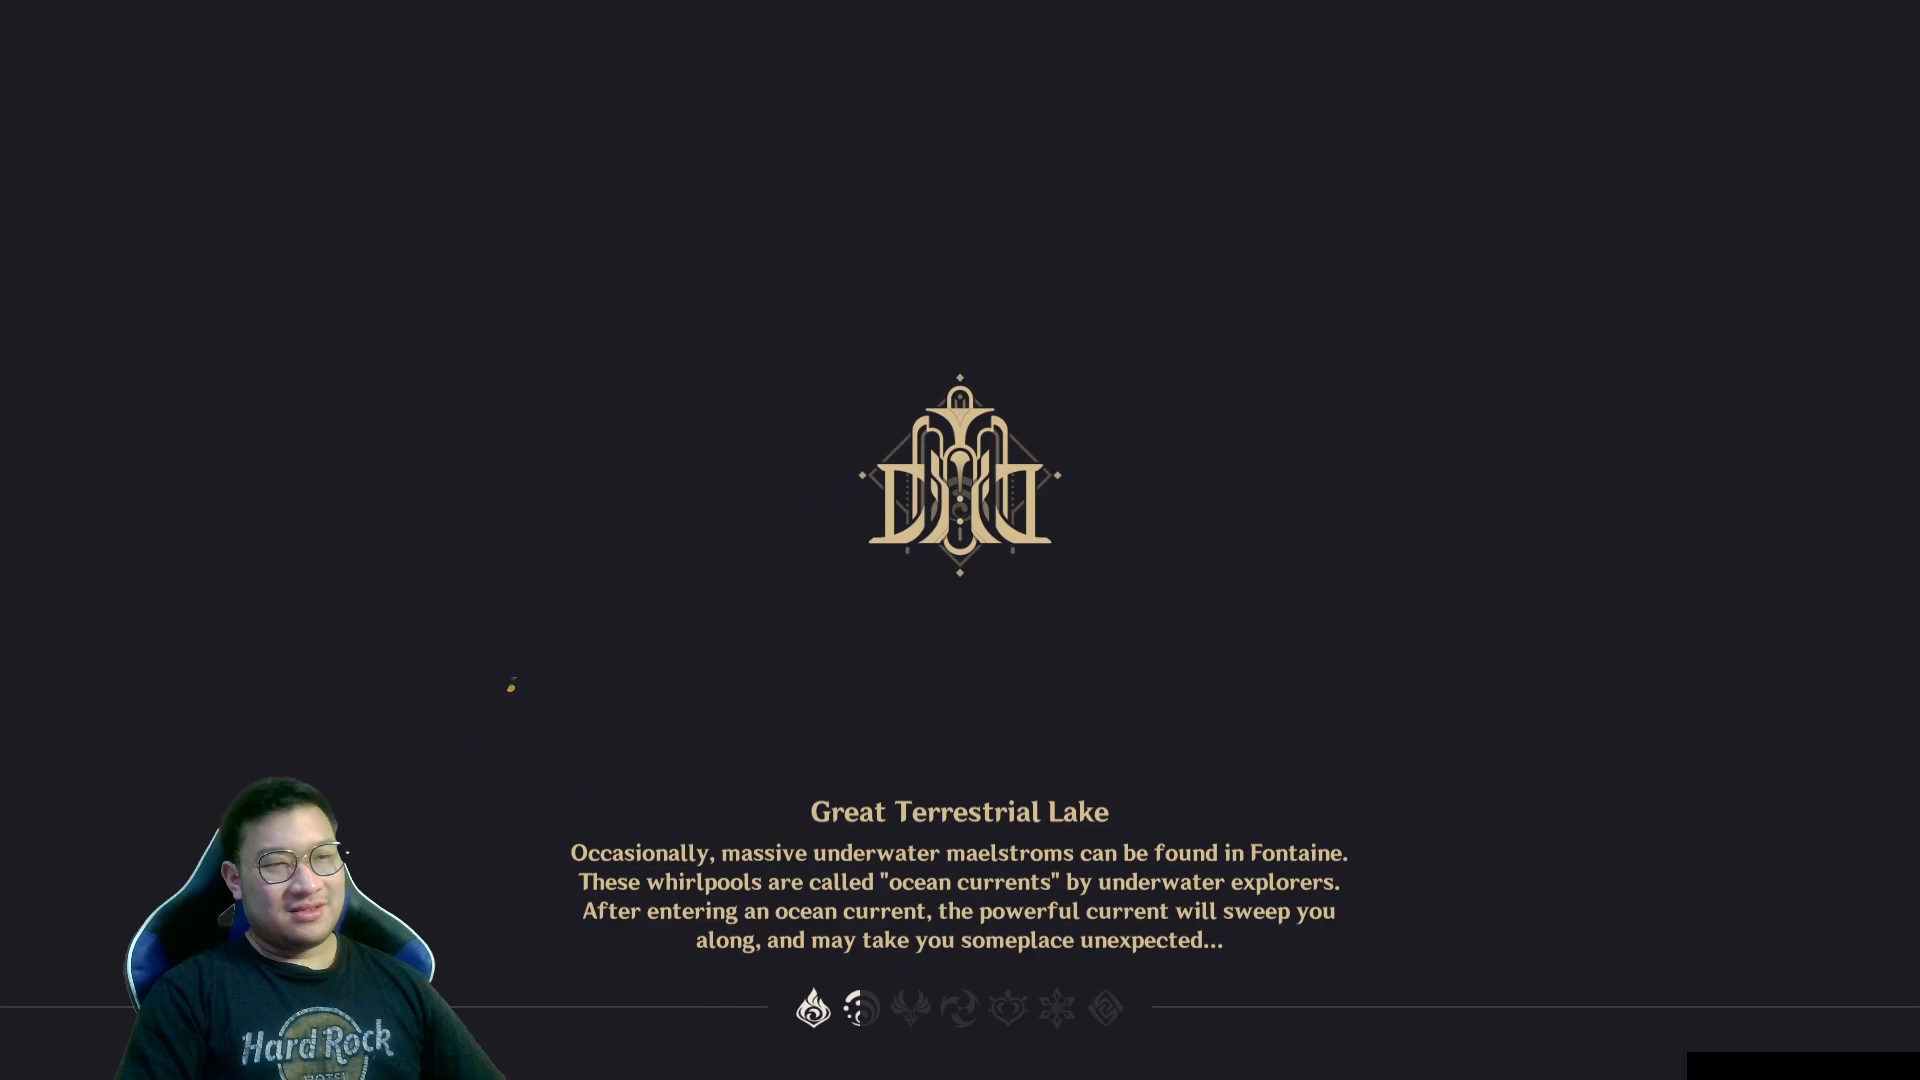 Great Terrestrial Lake
Occasionally, massive underwater maelstroms can be found in Fontaine.
These whirlpools are called "ocean currents" by underwater explorers.
After entering an ocean current, the powerful current will sweep you
along, and may take you someplace unexpected...
Hard Rock
HOTEL